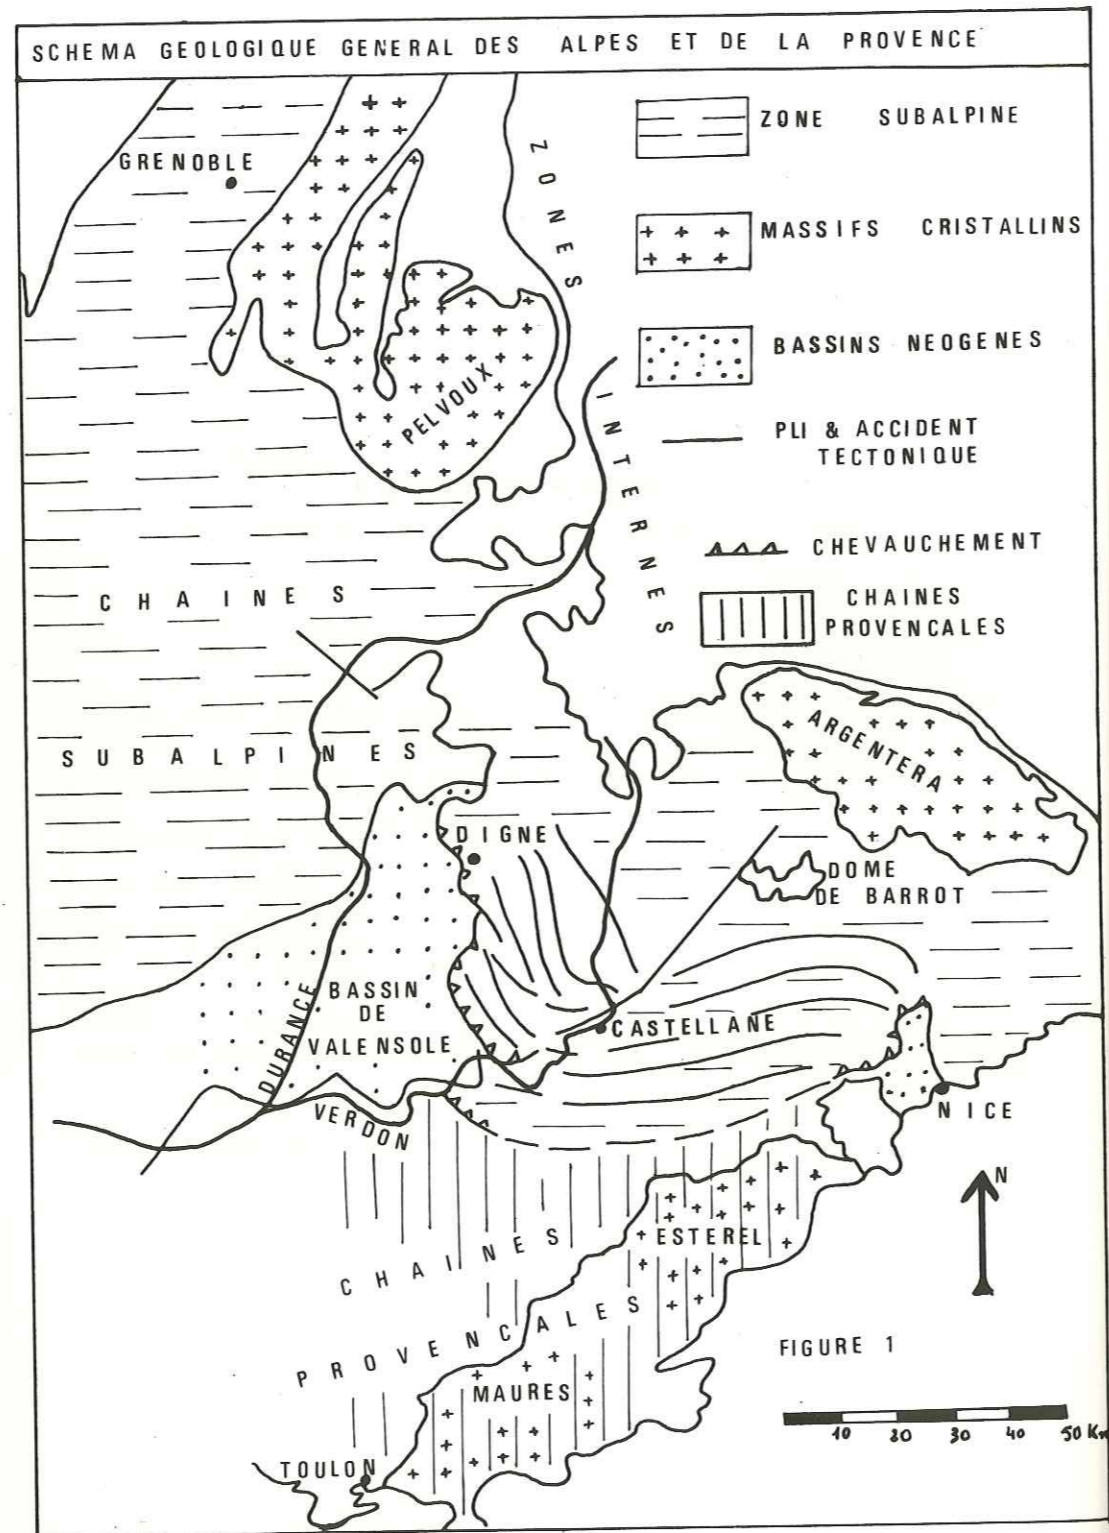 SCHEMA GEOLOGIQUE GENERAL DES ALPES ET DE LA PROVENCE
ZONE SUBALPINE
GRENOBLE
ZONES
MASSIFS CRISTALLINS
BASSINS NEOGENES
PELVOUX
INTERNES
PLI & ACCIDENT
TECTONIQUE
CHEVAUCHEMENT
CHAINES
CHAINES
PROVENCALES
ARGENTERA
SUBALPINES
DIGNE
DOME
DE BARROT
BASSIN
DE
VALENSOLE
DURANCE
CASTELLANE
VERDON
NICE
N
ESTEREL
CHAINES
PROVENCALES
FIGURE 1
MAURES
10 20 30 40 50 Km
TOULON